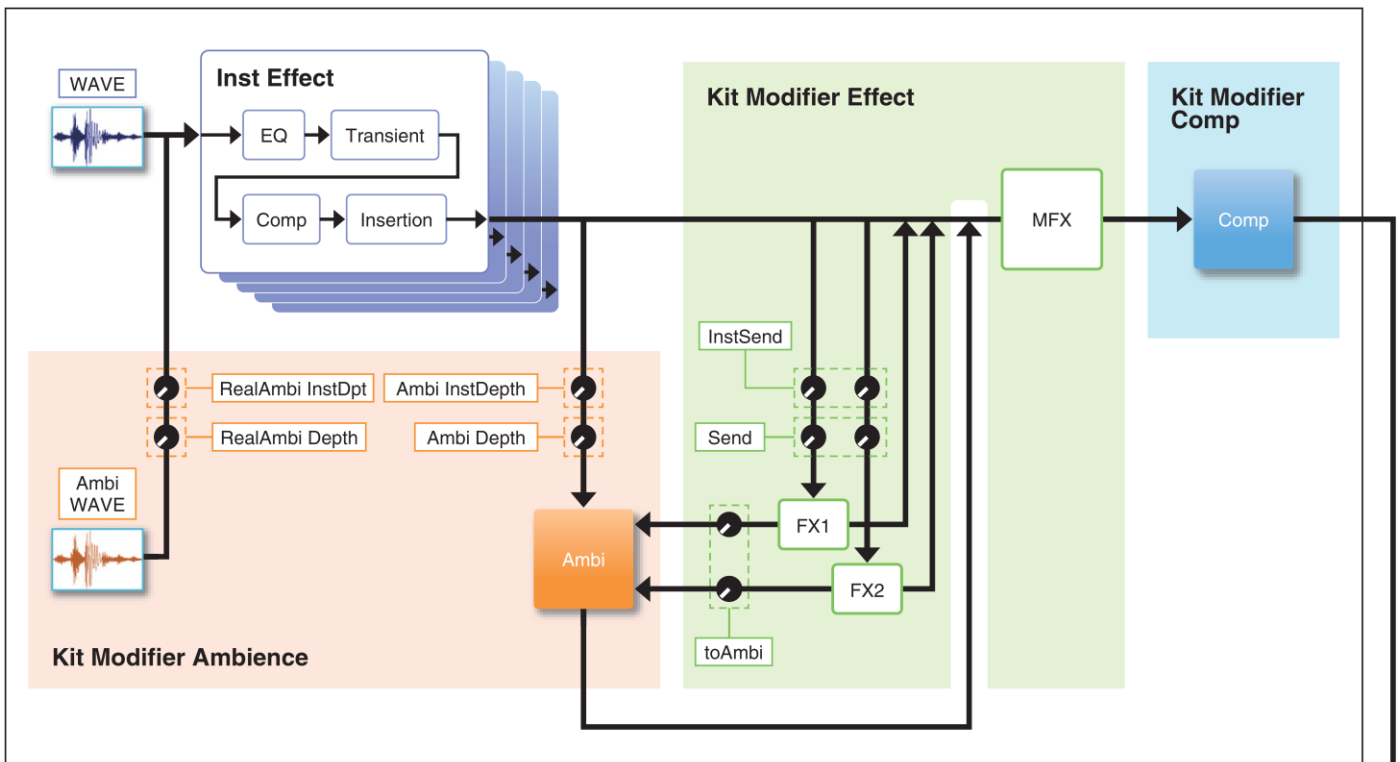 WAVE
Inst Effect
EQ
Transient
Comp
Insertion
Kit Modifier Effect
MFX
Kit Modifier
Comp
Comp
InstSend
Send
RealAmbi InstDpt
Ambi InstDepth
RealAmbi Depth
Ambi Depth
Ambi
WAVE
Ambi
FX1
FX2
toAmbi
Kit Modifier Ambience